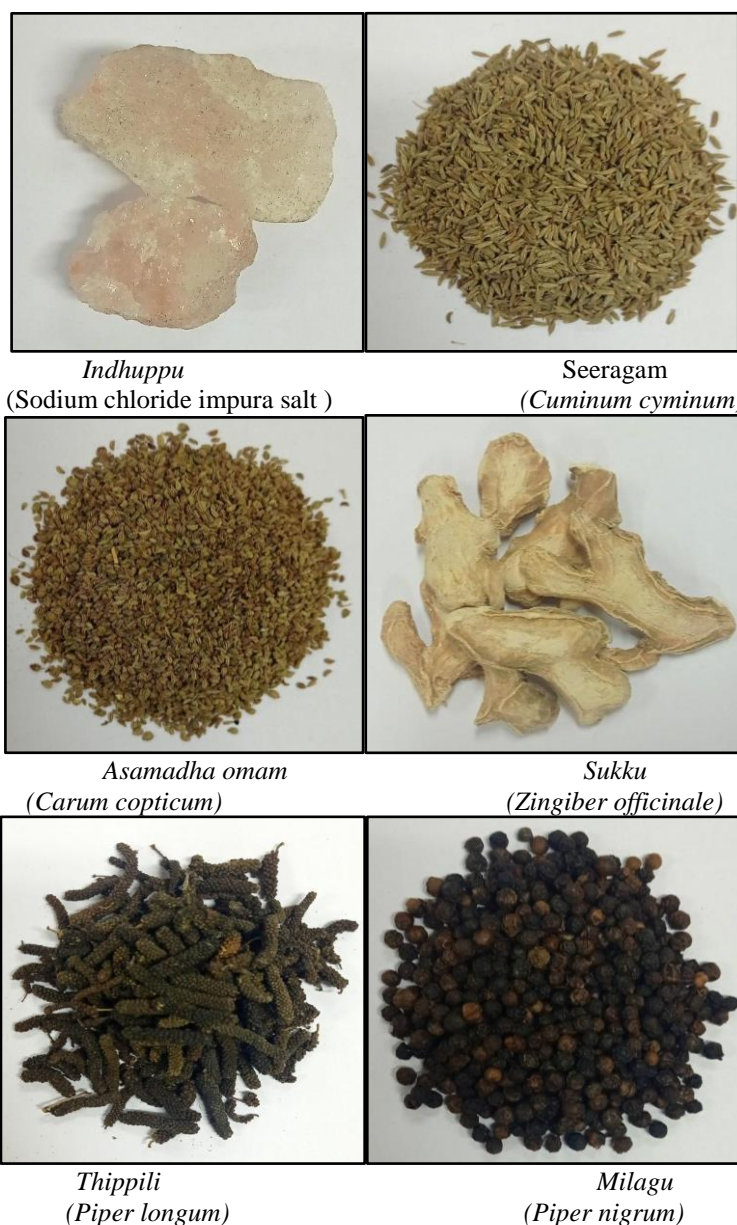 Indhuppu
(Sodium chloride impura salt )
Seeragam
(Cuminum cyminum)
Asamadha omam
(Carum copticum)
Sukku
(Zingiber officinale)
Thippili
(Piper longum)
Milagu
(Piper nigrum)